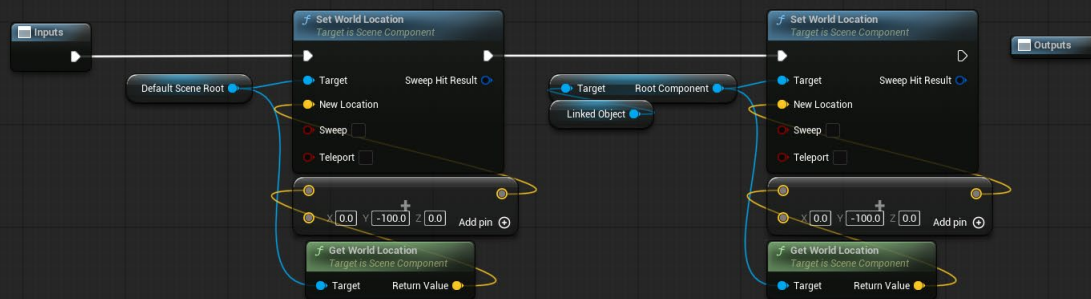 Inputs
Set World Location
Target is Scene Component
Target
Sweep Hit Result
New Location
Sweep
Teleport
Default Scene Root
X 0.0 Y -100.0 Z 0.0
Add pin
Get World Location
Target is Scene Component
Target
Return Value
Target
Root Component
Linked Object
Set World Location
Target is Scene Component
Target
Sweep Hit Result
New Location
Sweep
Teleport
X 0.0 Y -100.0 Z 0.0
Add pin
Get World Location
Target is Scene Component
Target
Return Value
Outputs